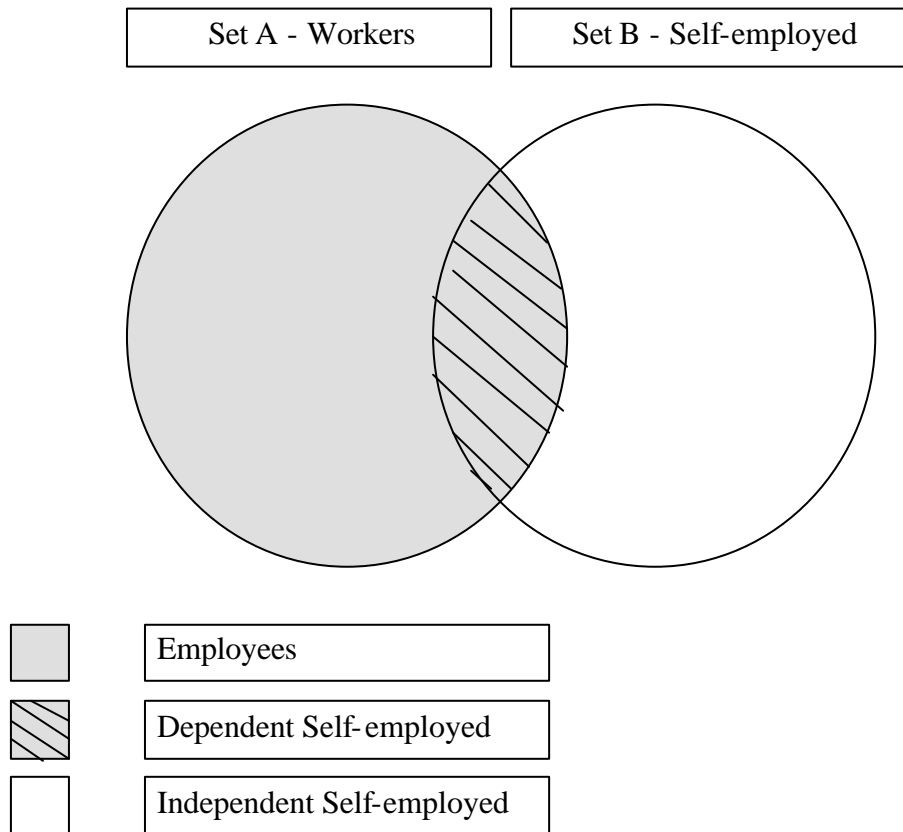 Set A - Workers
Set B - Self-employed
Employees
Dependent Self-employed
Independent Self-employed